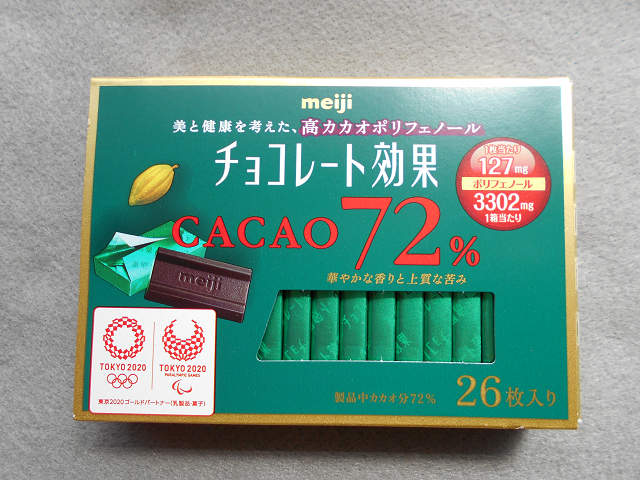 meiji
美と健康を考えた、高カカオポリフェノール
チョコレート効果
CACAO 72%
華やかな香りと上質な苦み
1枚当たり
127mg
ポリフェノール
3302mg
1箱当たり
meiji
TOKYO 2020
TOKYO 2020
PARALYMPIC GAMES
東京2020ゴールドパートナー(乳製品・菓子)
製品中カカオ分72%
26枚入り